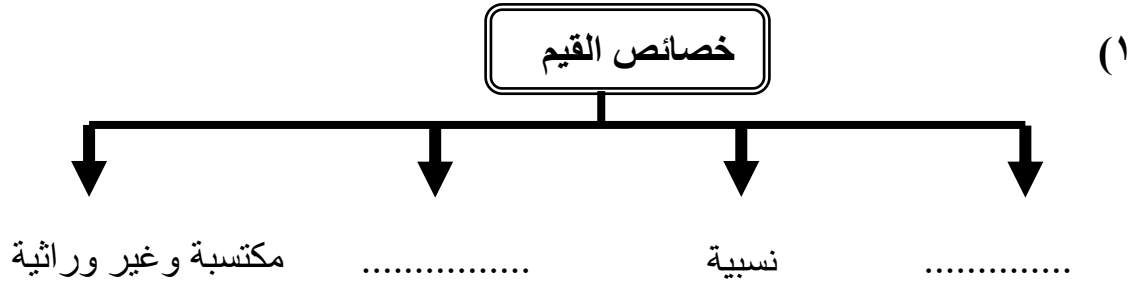 ١)
خصائص القيم
.............. نسبية ................ مكتسبة وغير وراثية